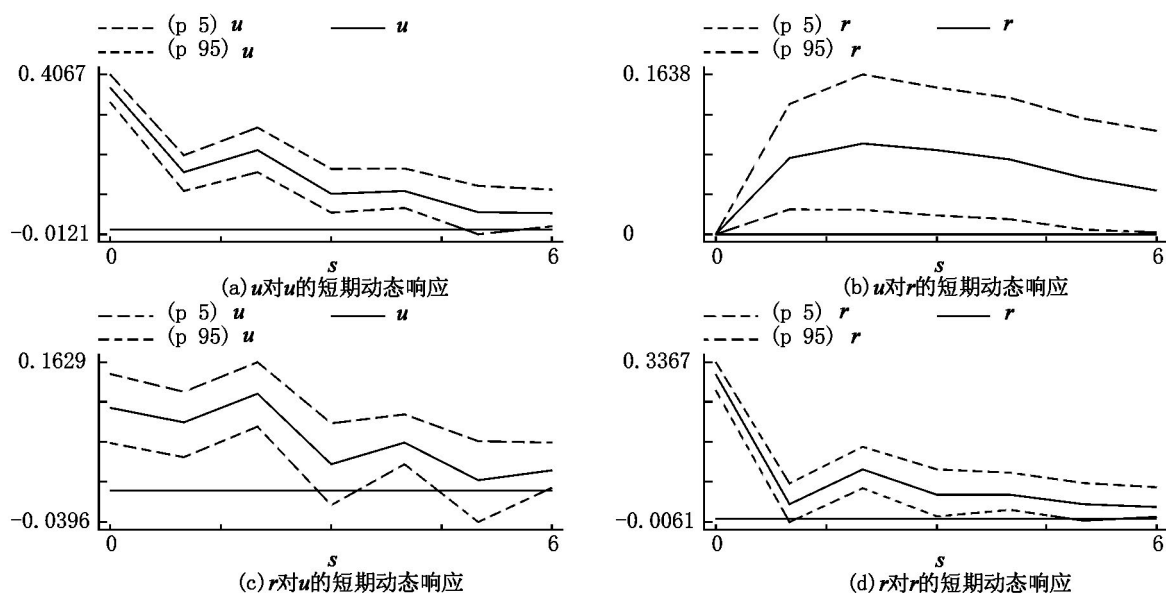 (p 5) u u
(p 95) u
0.4067
-0.0121
0 6
s
(a)u对u的短期动态响应
(p 5) r r
(p 95) r
0.1638
0
0 6
s
(b)u对r的短期动态响应
(p 5) u u
(p 95) u
0.1629
-0.0396
0 6
s
(c)r对u的短期动态响应
(p 5) r r
(p 95) r
0.3367
-0.0061
0 6
s
(d)r对r的短期动态响应